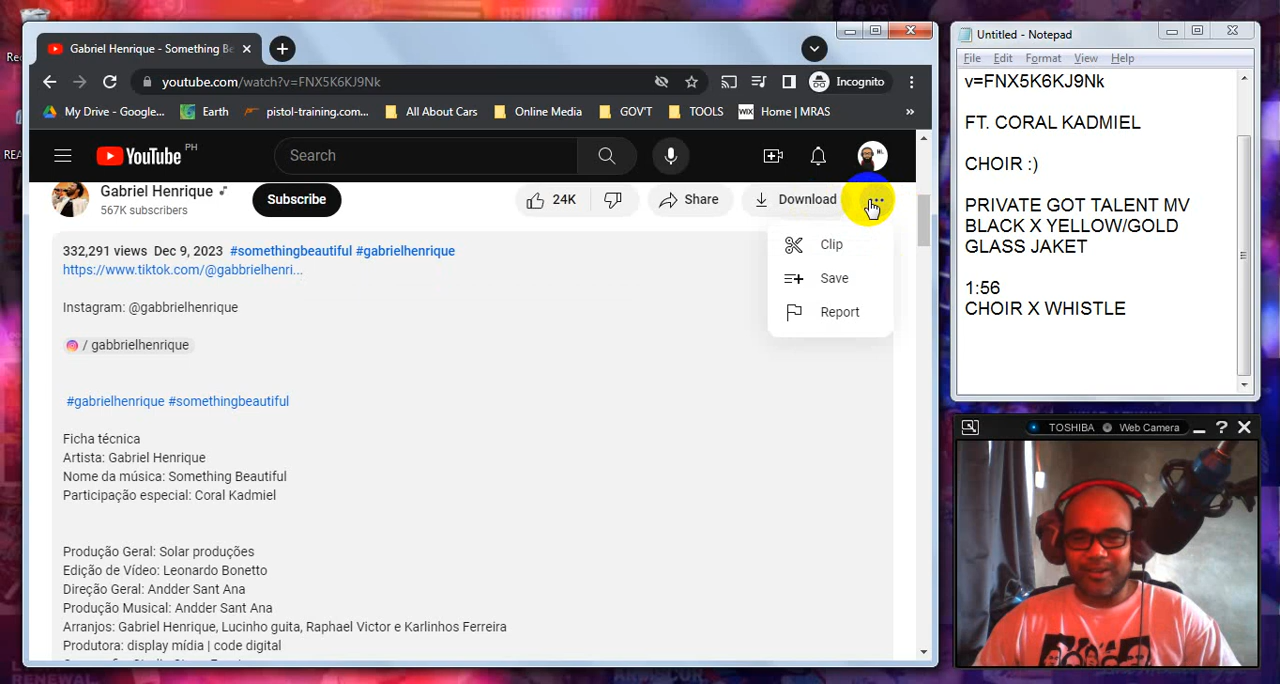 Gabriel Henrique - Something Be
youtube.com/watch?v=FNX5K6KJ9Nk
Incognito
My Drive - Google...
Earth
pistol-training.com...
All About Cars
Online Media
GOV'T
TOOLS
WIX
Home | MRAS
»
YouTube PH
Search
Gabriel Henrique
567K subscribers
Subscribe
24K
Share
Download
Clip
Save
Report
332,291 views Dec 9, 2023 #somethingbeautiful #gabrielhenrique
https://www.tiktok.com/@gabbrielhenri...
Instagram: @gabbrielhenrique
/ gabbrielhenrique
#gabrielhenrique #somethingbeautiful
Ficha técnica
Artista: Gabriel Henrique
Nome da música: Something Beautiful
Participação especial: Coral Kadmiel
Produção Geral: Solar produções
Edição de Vídeo: Leonardo Bonetto
Direção Geral: Andder Sant Ana
Produção Musical: Andder Sant Ana
Arranjos: Gabriel Henrique, Lucinho guita, Raphael Victor e Karlinhos Ferreira
Produtora: display mídia | code digital
Untitled - Notepad
File Edit Format View Help
v=FNX5K6KJ9Nk
FT. CORAL KADMIEL
CHOIR :)
PRIVATE GOT TALENT MV
BLACK X YELLOW/GOLD
GLASS JAKET
1:56
CHOIR X WHISTLE
TOSHIBA Web Camera
RENEWAL